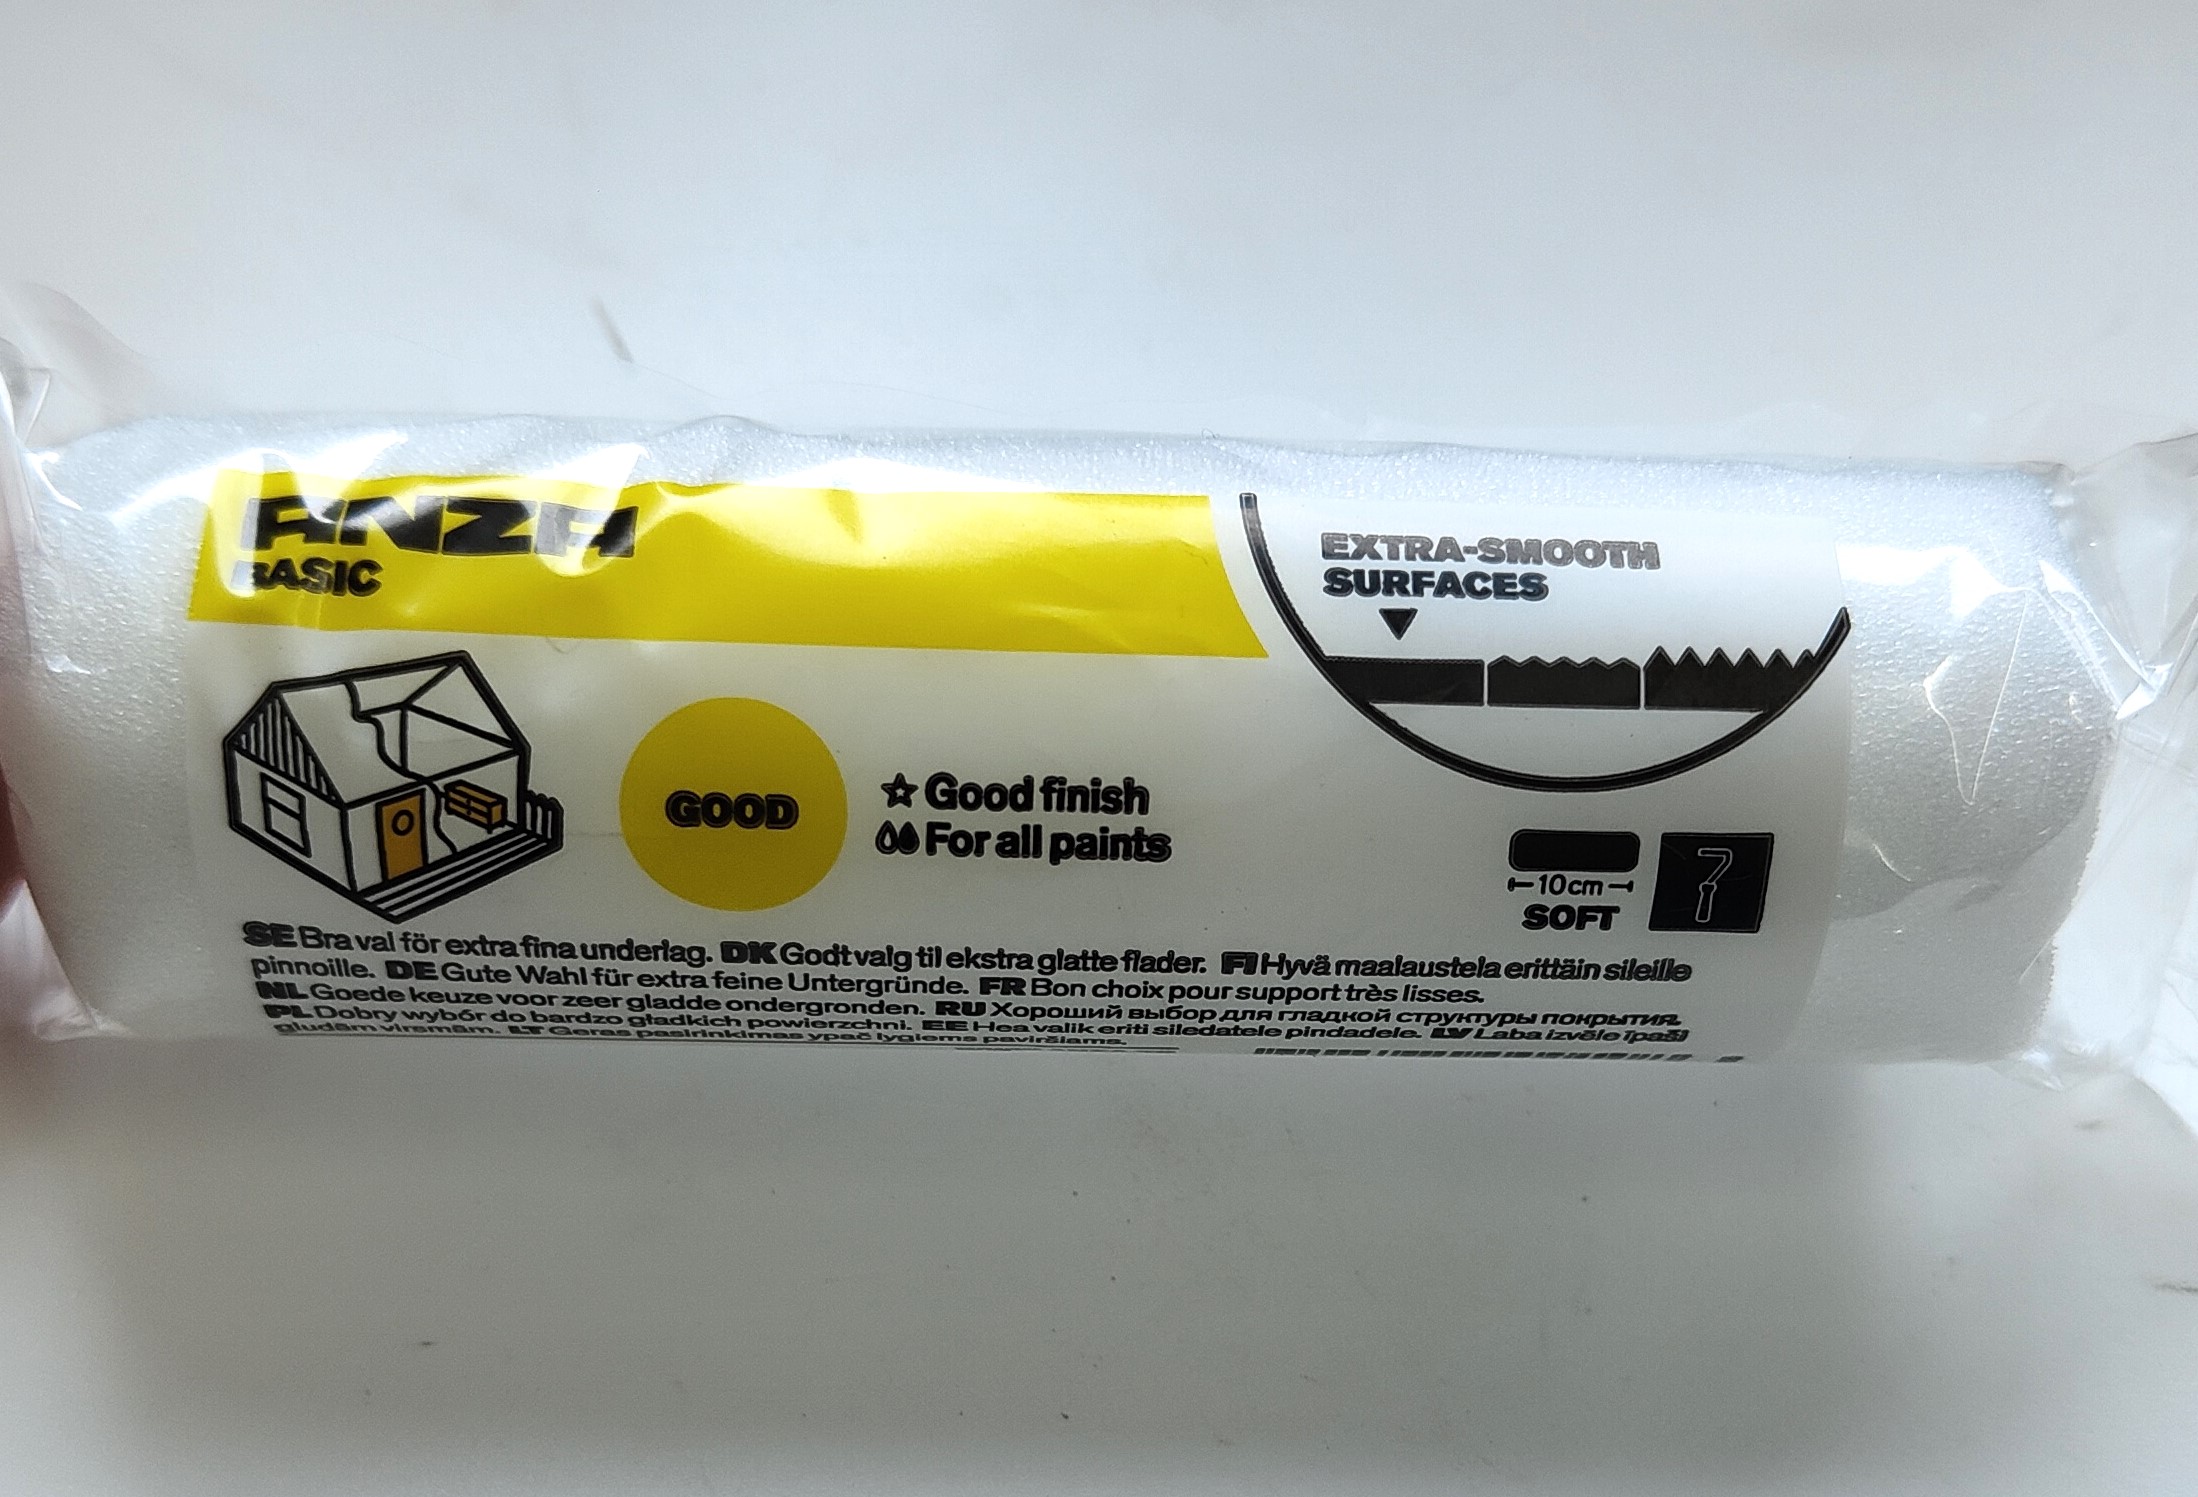 ANZA
BASIC
EXTRA-SMOOTH
SURFACES
GOOD
Good finish
For all paints
10cm
SOFT
SE Bra val för extra fina underlag. DK Godt valg til ekstra glatte flader. FI Hyvä maalaustela erittäin sileille
pinnoille. DE Gute Wahl für extra feine Untergründe. FR Bon choix pour support très lisses.
NL Goede keuze voor zeer gladde ondergronden. RU Хороший выбор для гладкой структуры покрытия.
PL Dobry wybór do bardzo gładkich powierzchni. EE Hea valik eriti siledatele pindadele. LV Laba izvēle īpaši
gludām virsmām. LT Geras pasirinkimas ypač lygiems paviršiams.